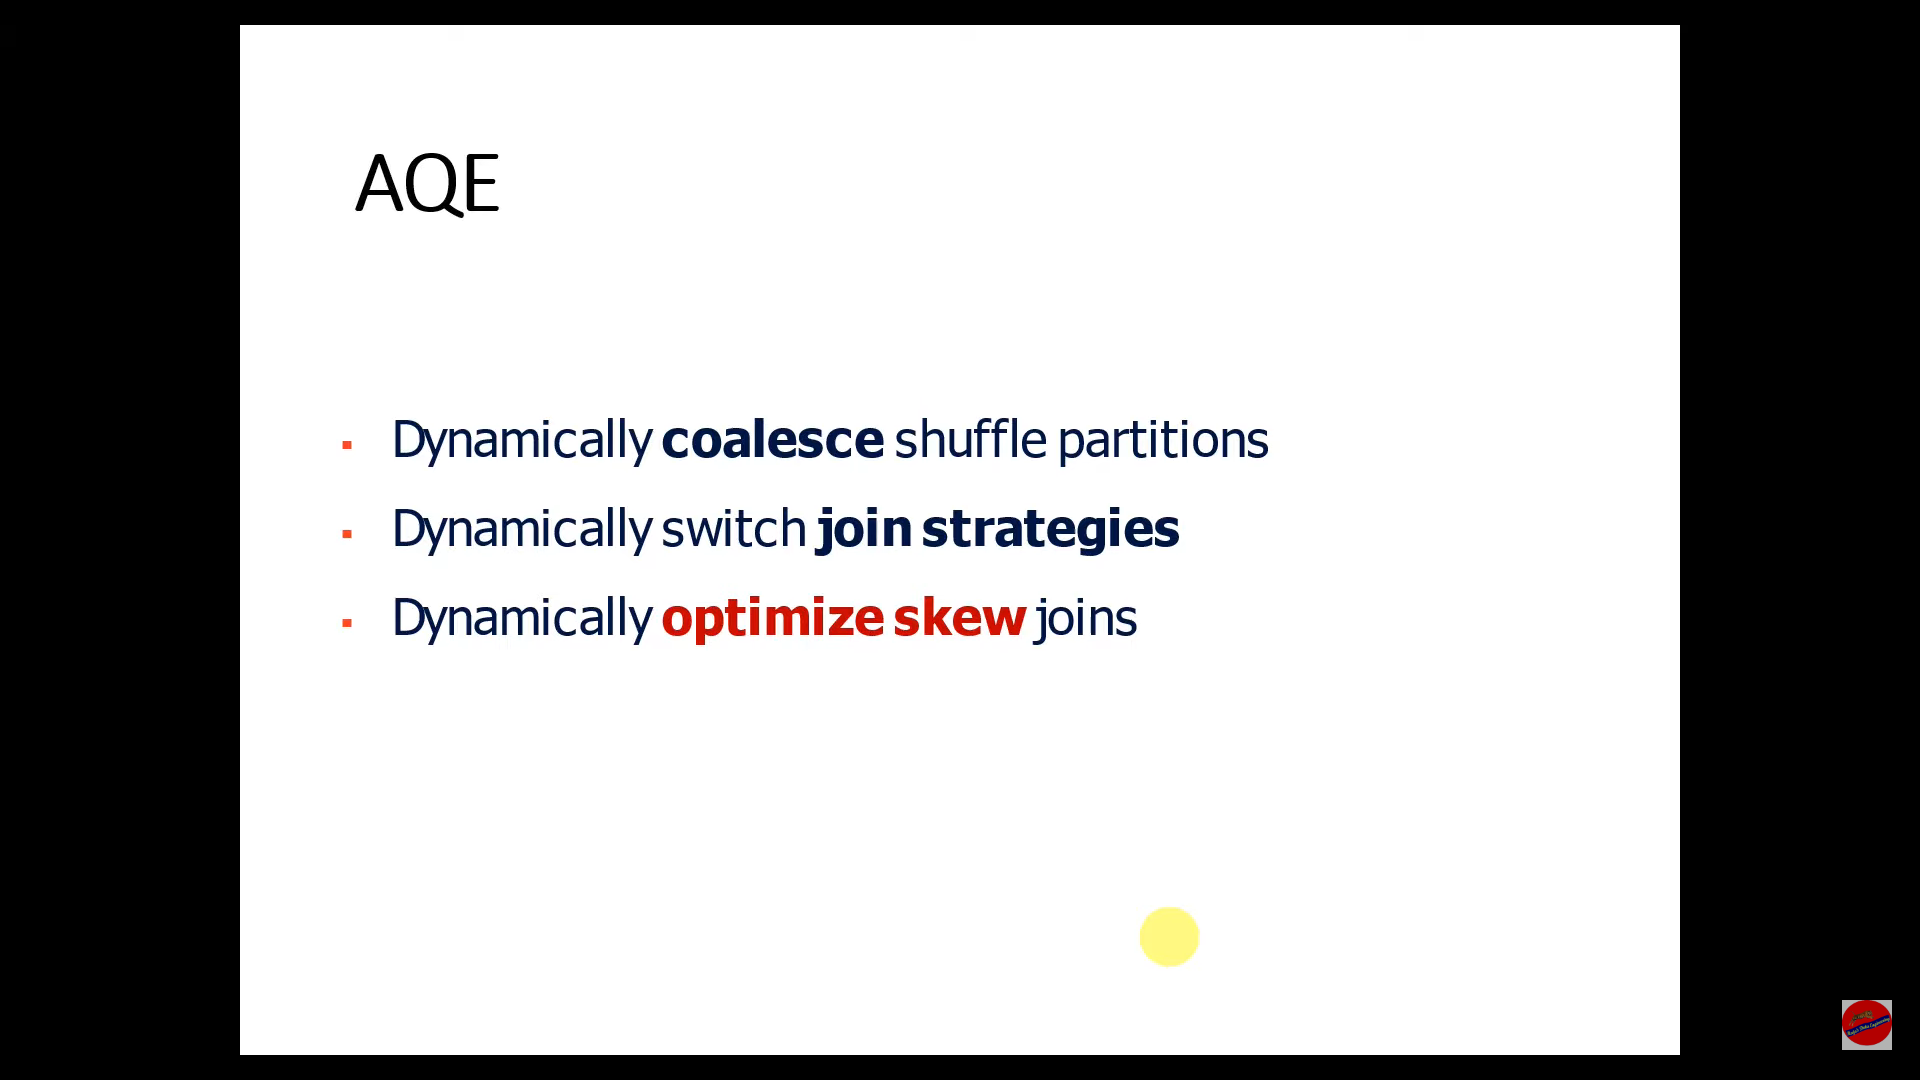 AQE
Dynamically coalesce shuffle partitions
Dynamically switch join strategies
Dynamically optimize skew joins